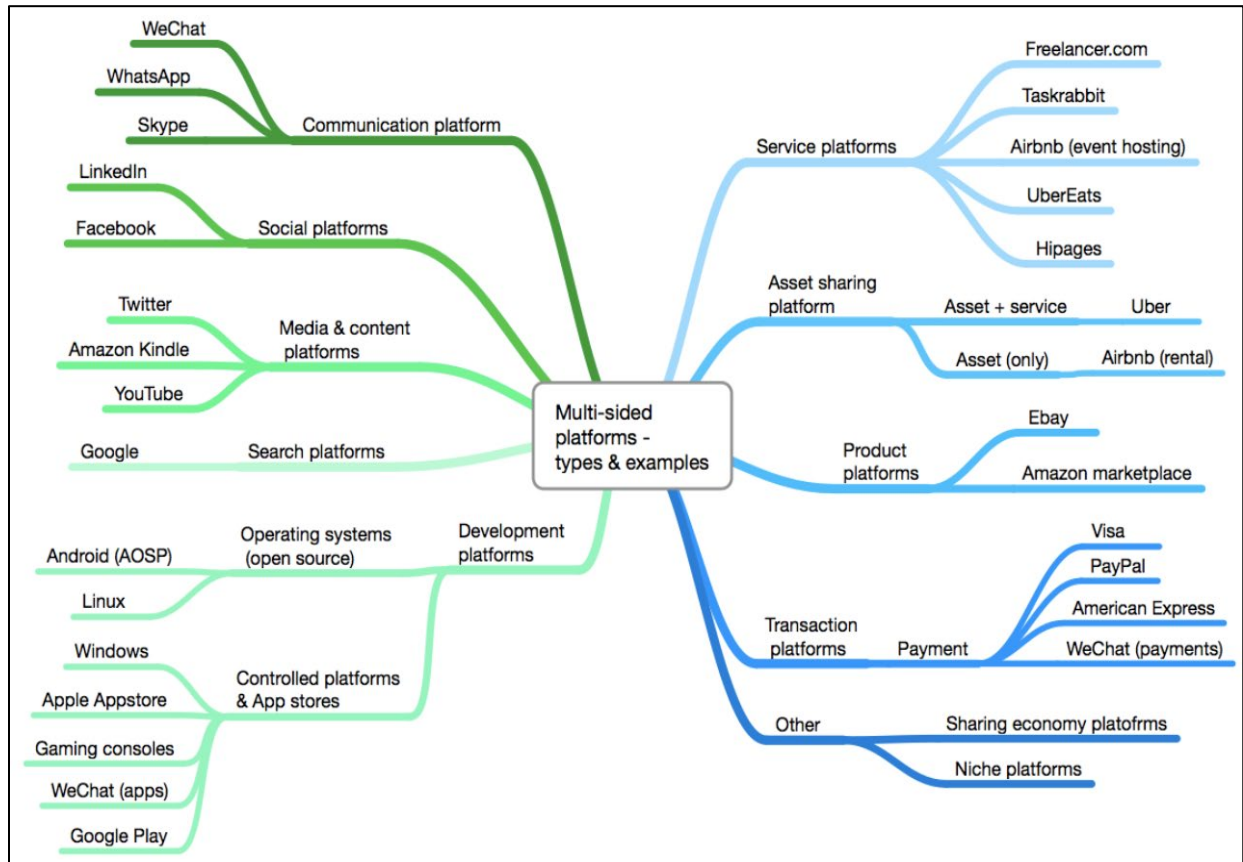 WeChat
WhatsApp
Skype
Communication platform
LinkedIn
Facebook
Social platforms
Twitter
Amazon Kindle
YouTube
Media & content
platforms
Google
Search platforms
Development
platforms
Operating systems
(open source)
Android (AOSP)
Linux
Controlled platforms
& App stores
Windows
Apple Appstore
Gaming consoles
WeChat (apps)
Google Play
Multi-sided
platforms -
types & examples
Service platforms
Freelancer.com
Taskrabbit
Airbnb (event hosting)
UberEats
Hipages
Asset sharing
platform
Asset + service
Uber
Asset (only)
Airbnb (rental)
Product
platforms
Ebay
Amazon marketplace
Transaction
platforms
Payment
Visa
PayPal
American Express
WeChat (payments)
Other
Sharing economy platofrms
Niche platforms